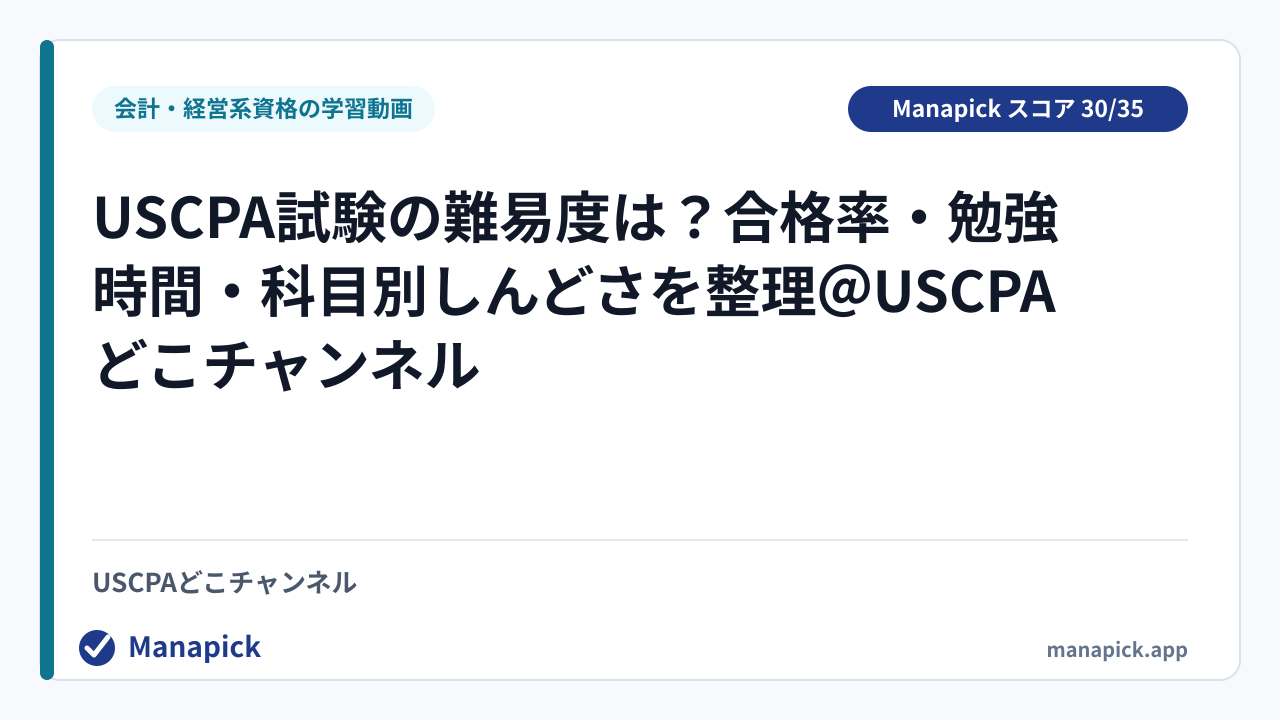 会計・経営系資格の学習動画
Manapick スコア 30/35
USCPA試験の難易度は？合格率・勉強
時間・科目別しんどさを整理@USCPA
どこチャンネル
USCPAどこチャンネル
Manapick
manapick.app